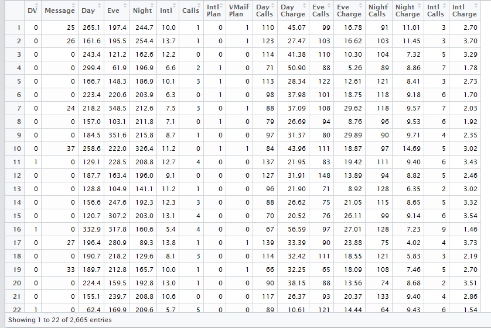 DV Message Day Eve Night Intl Calls Intl Plan VMail Plan Day Calls Day Charge Eve Calls Eve Charge Night Calls Night Charge Intl Calls Intl Charge
1 0 25 265.1 197.4 244.7 10.0 1 0 1 110 45.07 99 16.78 91 11.01 3 2.70
2 0 26 161.6 195.5 254.4 13.7 1 0 1 123 27.47 103 16.62 103 11.45 3 3.70
3 0 0 243.4 121.2 162.6 12.2 0 0 0 114 41.38 110 10.30 104 7.32 5 3.29
4 0 0 299.4 61.9 196.9 6.6 2 1 0 71 50.90 88 5.26 89 8.86 7 1.78
5 0 0 166.7 148.3 186.9 10.1 3 1 0 113 28.34 122 12.61 121 8.41 3 2.73
6 0 0 223.4 220.6 203.9 6.3 0 1 0 98 37.98 101 18.75 118 9.18 6 1.70
7 0 24 218.2 348.5 212.6 7.5 3 0 1 88 37.09 108 29.62 118 9.57 7 2.03
8 0 0 157.0 103.1 211.8 7.1 0 1 0 79 26.69 94 8.76 96 9.53 6 1.92
9 0 0 184.5 351.6 215.8 8.7 1 0 0 97 31.37 80 29.89 90 9.71 4 2.35
10 0 37 258.6 222.0 326.4 11.2 0 1 1 84 43.96 111 18.87 97 14.69 5 3.02
11 1 0 129.1 228.5 208.8 12.7 4 0 0 137 21.95 83 19.42 111 9.40 6 3.43
12 0 0 187.7 163.4 196.0 9.1 0 0 0 127 31.91 148 13.89 94 8.82 5 2.46
13 0 0 128.8 104.9 141.1 11.2 1 0 0 96 21.90 71 8.92 128 6.35 2 3.02
14 0 0 156.6 247.6 192.3 12.3 3 0 0 88 26.62 75 21.05 115 8.65 5 3.32
15 0 0 120.7 307.2 203.0 13.1 4 0 0 70 20.52 76 26.11 99 9.14 6 3.54
16 1 0 332.9 317.8 160.6 5.4 4 0 0 67 56.59 97 27.01 128 7.23 9 1.46
17 0 27 196.4 280.9 89.3 13.8 1 0 1 139 33.39 90 23.88 75 4.02 4 3.73
18 0 0 190.7 218.2 129.6 8.1 3 0 0 114 32.42 111 18.55 121 5.83 3 2.19
19 0 33 189.7 212.8 165.7 10.0 1 0 1 66 32.25 65 18.09 108 7.46 5 2.70
20 0 0 224.4 159.5 192.8 13.0 1 0 0 90 38.15 88 13.56 74 8.68 2 3.51
21 0 0 155.1 239.7 208.8 10.6 0 0 0 117 26.37 93 20.37 133 9.40 4 2.86
22 1 0 62.4 169.9 209.6 5.7 5 0 0 89 10.61 121 14.44 64 9.43 6 1.54
Showing 1 to 22 of 2,665 entries